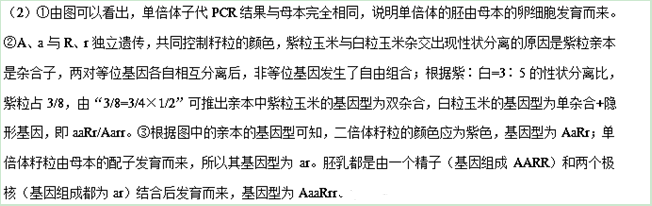 （2）①由图可以看出，单倍体子代 PCR 结果与母本完全相同，说明单倍体的胚由母本的卵细胞发育而来。
②A、a 与 R、r 独立遗传，共同控制籽粒的颜色，紫粒玉米与白粒玉米杂交出现性状分离的原因是紫粒亲本
是杂合子，两对等位基因各自相互分离后，非等位基因发生了自由组合；根据紫：白=3：5 的性状分离比，
紫粒占 3/8，由“3/8=3/4×1/2”可推出亲本中紫粒玉米的基因型为双杂合，白粒玉米的基因型为单杂合+隐
形基因，即 aaRr/Aarr。③根据图中的亲本的基因型可知，二倍体籽粒的颜色应为紫色，基因型为 AaRr；单
倍体籽粒由母本的配子发育而来，所以其基因型为 ar。胚乳都是由一个精子（基因组成 AARR）和两个极
核（基因组成都为 ar）结合后发育而来，基因型为 AaaRrr、